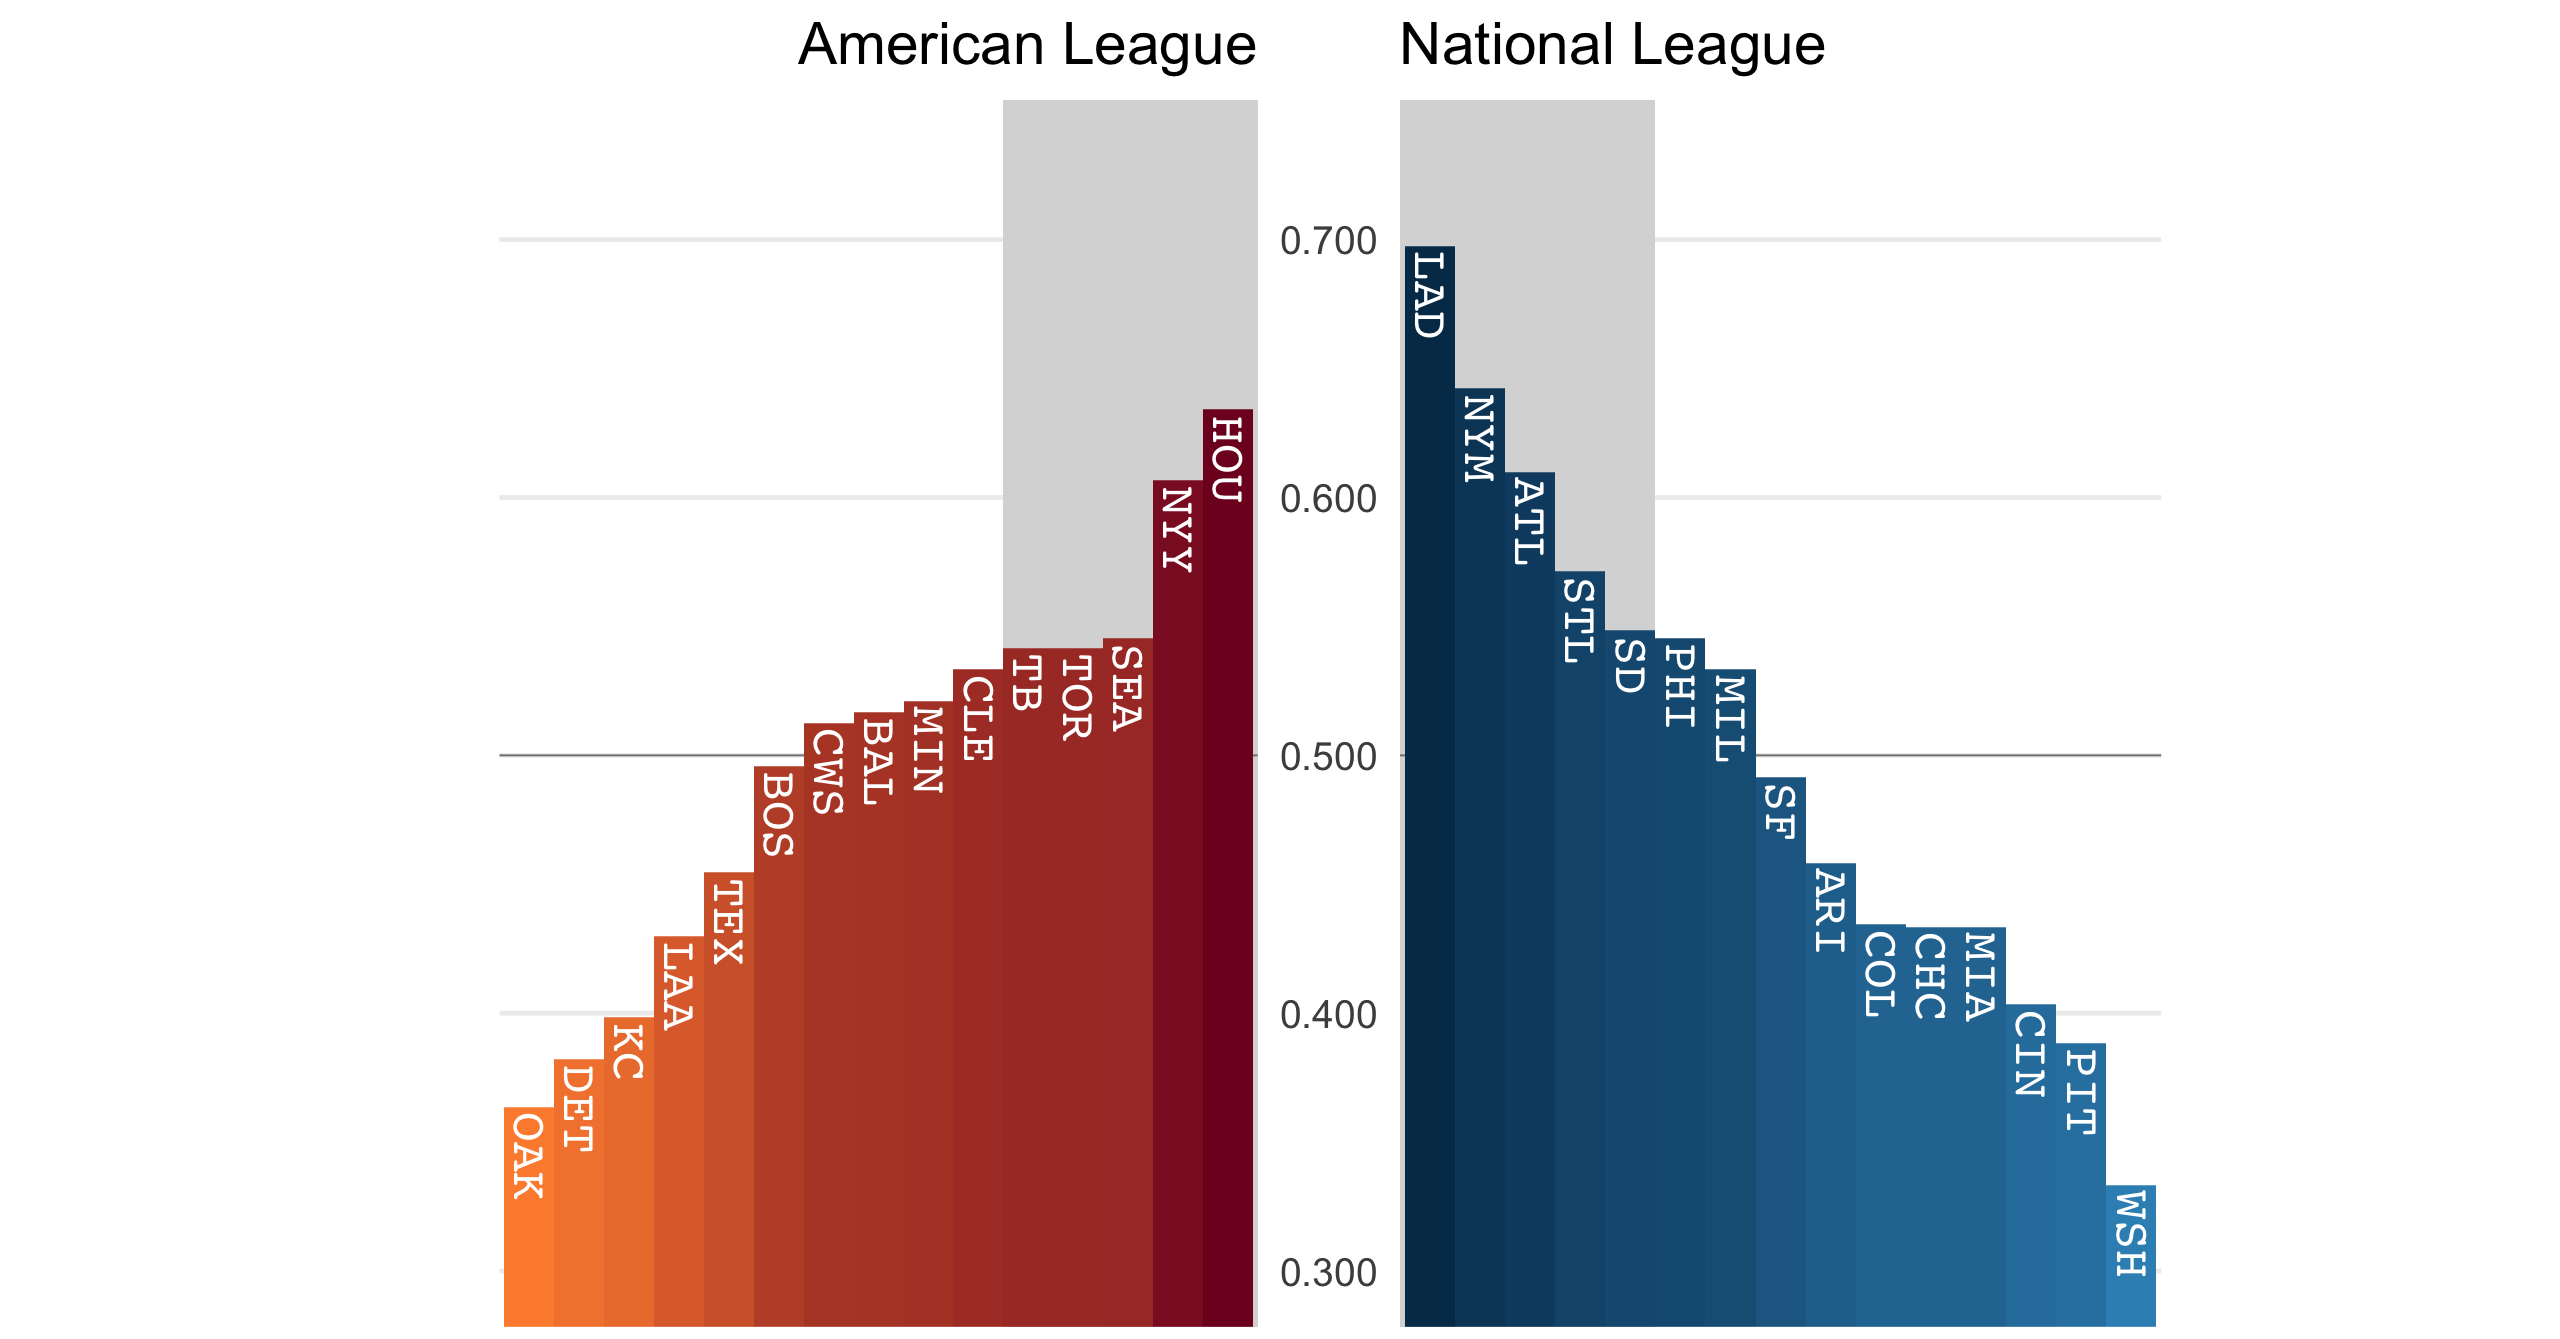 American League
National League
0.700
0.600
0.500
0.400
0.300
OAK
DET
KC
LAA
TEX
BOS
CWS
BAL
MIN
CLE
TB
TOR
SEA
NYY
HOU
LAD
NYM
ATL
STL
SD
PHI
MIL
SF
ARI
COL
CHC
MIA
CIN
PIT
WSH